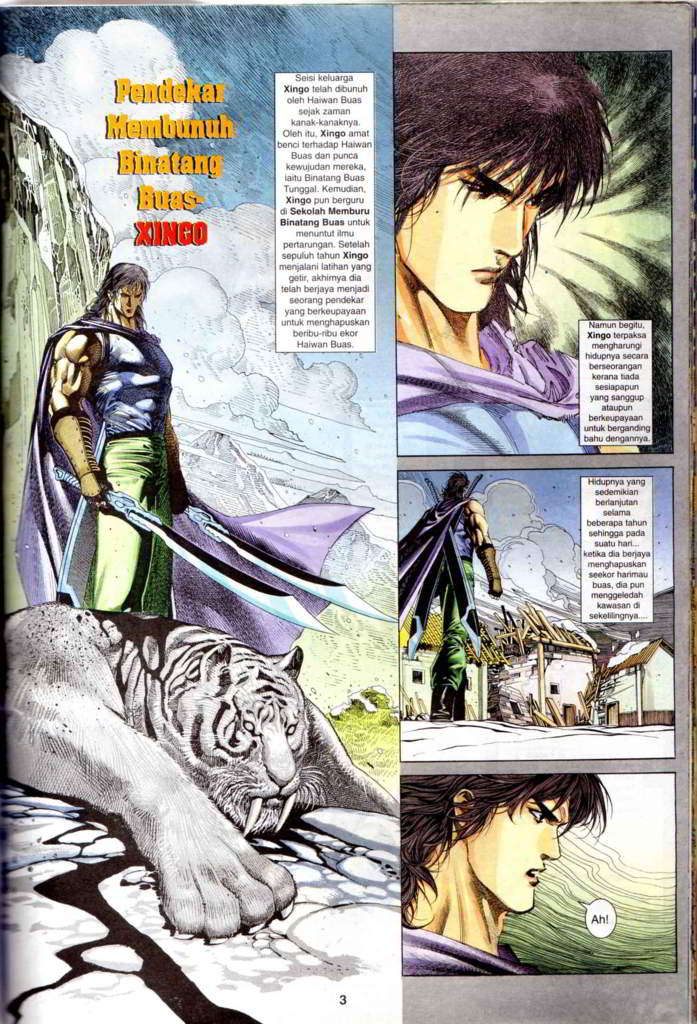 Pendekar
Membunuh
Binatang
Buas-
XINGO
Seisi keluarga
Xingo telah dibunuh
oleh Haiwan Buas
sejak zaman
kanak-kanaknya.
Oleh itu, Xingo amat
benci terhadap Haiwan
Buas dan punca
kewujudan mereka,
iaitu Binatang Buas
Tunggal. Kemudian,
Xingo pun berguru
di Sekolah Memburu
Binatang Buas untuk
menuntut ilmu
pertarungan. Setelah
sepuluh tahun Xingo
menjalani latihan yang
getir, akhirnya dia
telah berjaya menjadi
seorang pendekar
yang berkeupayaan
untuk menghapuskan
beribu-ribu ekor
Haiwan Buas.
Namun begitu,
Xingo terpaksa
mengharungi
hidupnya secara
berseorangan
kerana tiada
sesiapapun
yang sanggup
ataupun
berkeupayaan
untuk berganding
bahu dengannya.
Hidupnya yang
sedemikian
berlanjutan
selama
beberapa tahun
sehingga pada
suatu hari...
ketika dia berjaya
menghapuskan
seekor harimau
buas, dia pun
menggeledah
kawasan di
sekelilingnya....
Ah!
3